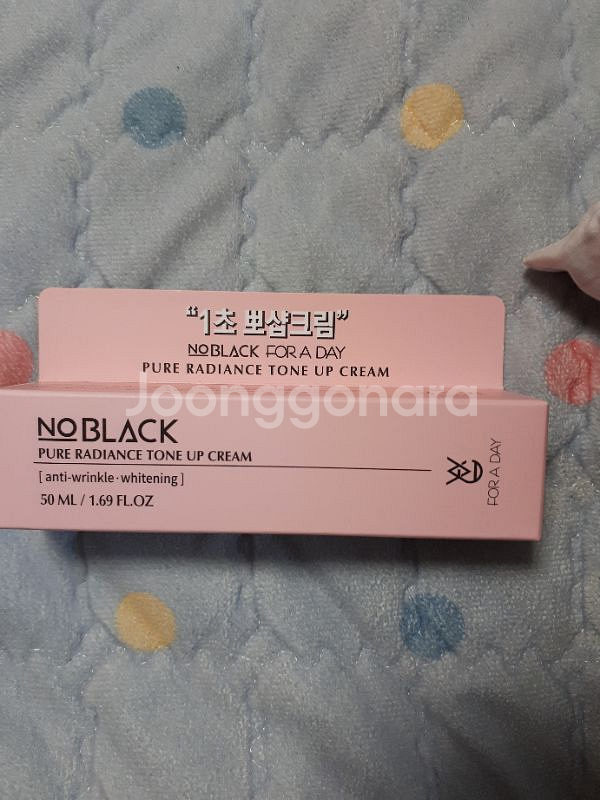 “1초 뽀샵크림”
NOBLACK FOR A DAY
PURE RADIANCE TONE UP CREAM
Joonggonara
NOBLACK
PURE RADIANCE TONE UP CREAM
[ anti-wrinkle·whitening ]
50 ML / 1.69 FL.OZ
FOR A DAY